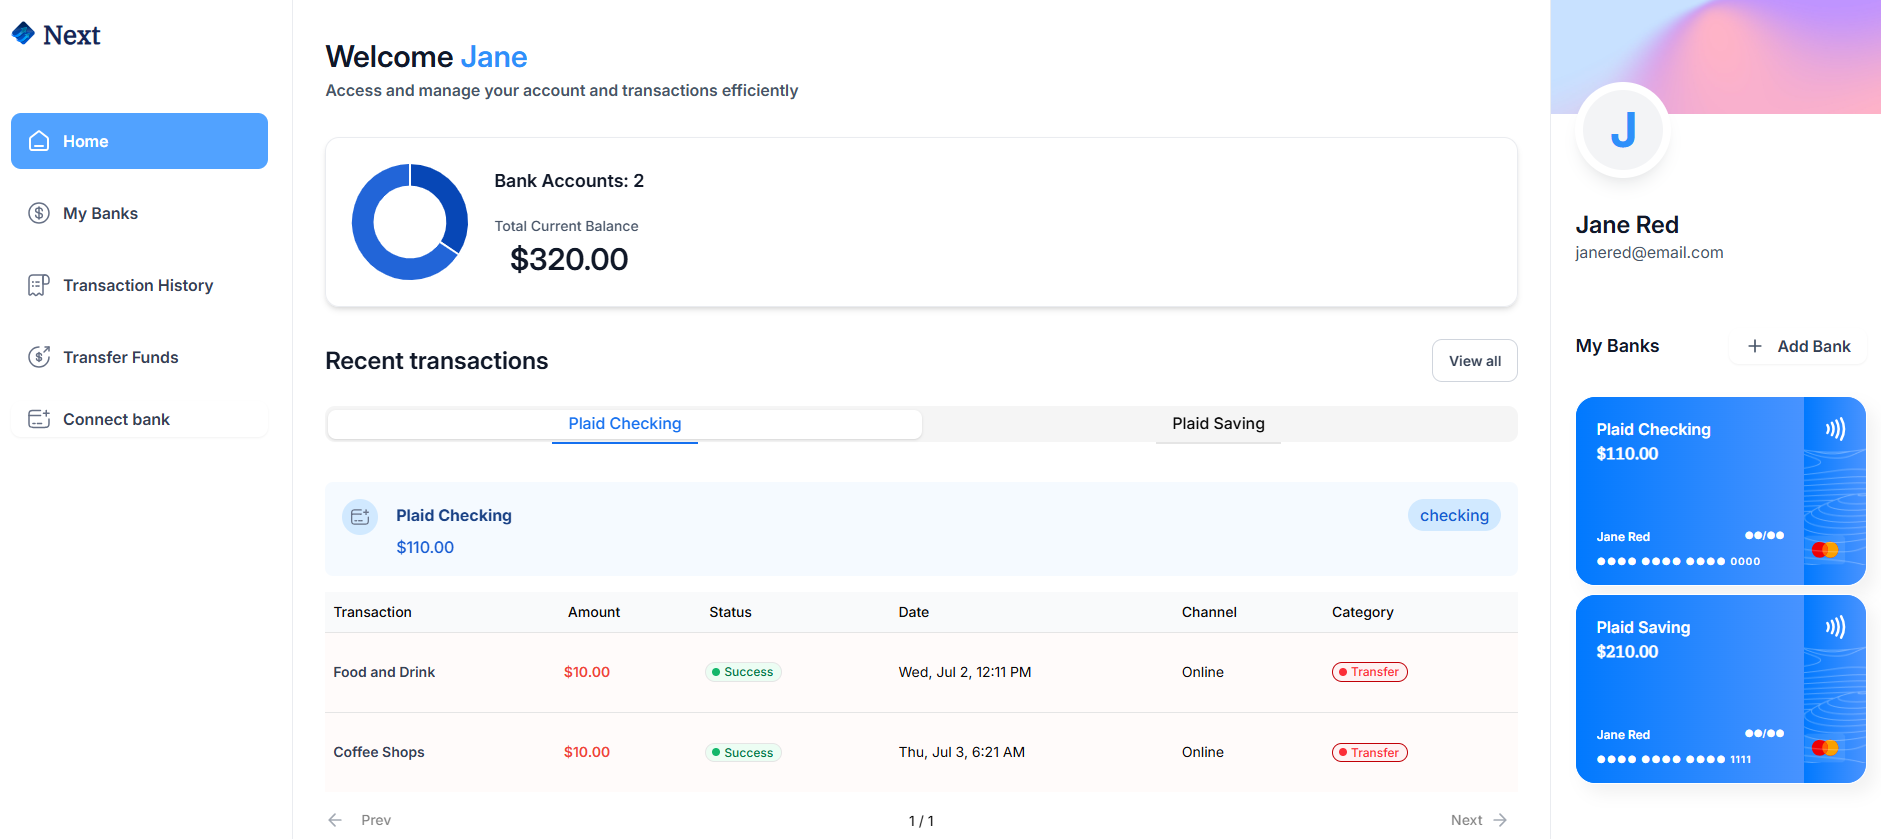 Next
Home
My Banks
Transaction History
Transfer Funds
Connect bank
Welcome Jane
Access and manage your account and transactions efficiently
Bank Accounts: 2
Total Current Balance
$320.00
Recent transactions
View all
Plaid Checking
Plaid Saving
Plaid Checking
checking
$110.00
Transaction Amount Status Date Channel Category
Food and Drink $10.00 Success Wed, Jul 2, 12:11 PM Online Transfer
Coffee Shops $10.00 Success Thu, Jul 3, 6:21 AM Online Transfer
Prev 1 / 1 Next
J
Jane Red
janered@email.com
My Banks
Add Bank
Plaid Checking
$110.00
Jane Red ●●/●●
●●●● ●●●● ●●●● 0000
Plaid Saving
$210.00
Jane Red ●●/●●
●●●● ●●●● ●●●● 1111